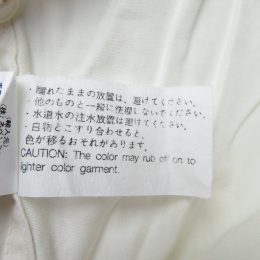 ・濡れたままの放置は、避けてください。
・他のものと一緒に洗濯しないでください。
・水道水の注水放置は避けてください。
・白物とこすり合わせると、
色が移るおそれがあります。
CAUTION: The color may rub off on to
lighter color garment.